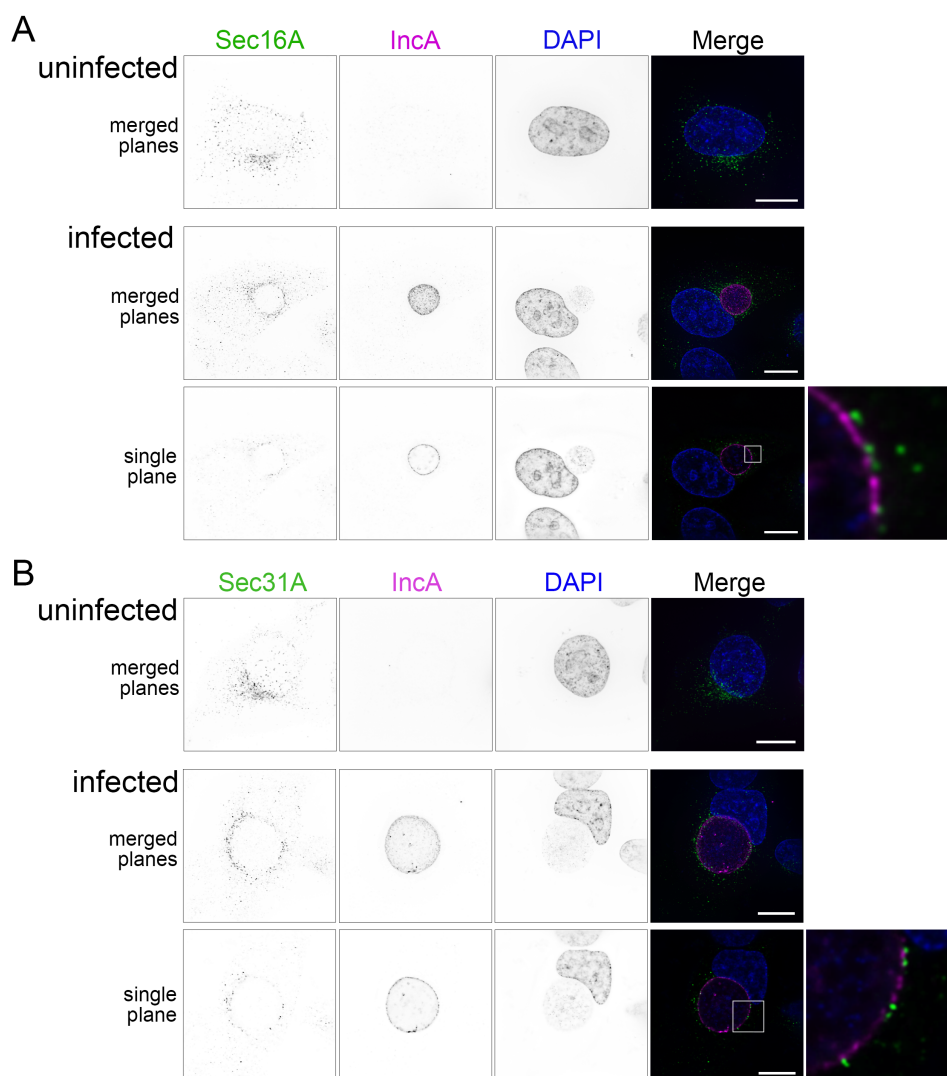 A
Sec16A IncA DAPI Merge
uninfected
merged
planes
infected
merged
planes
single
plane
B
Sec31A IncA DAPI Merge
uninfected
merged
planes
infected
merged
planes
single
plane